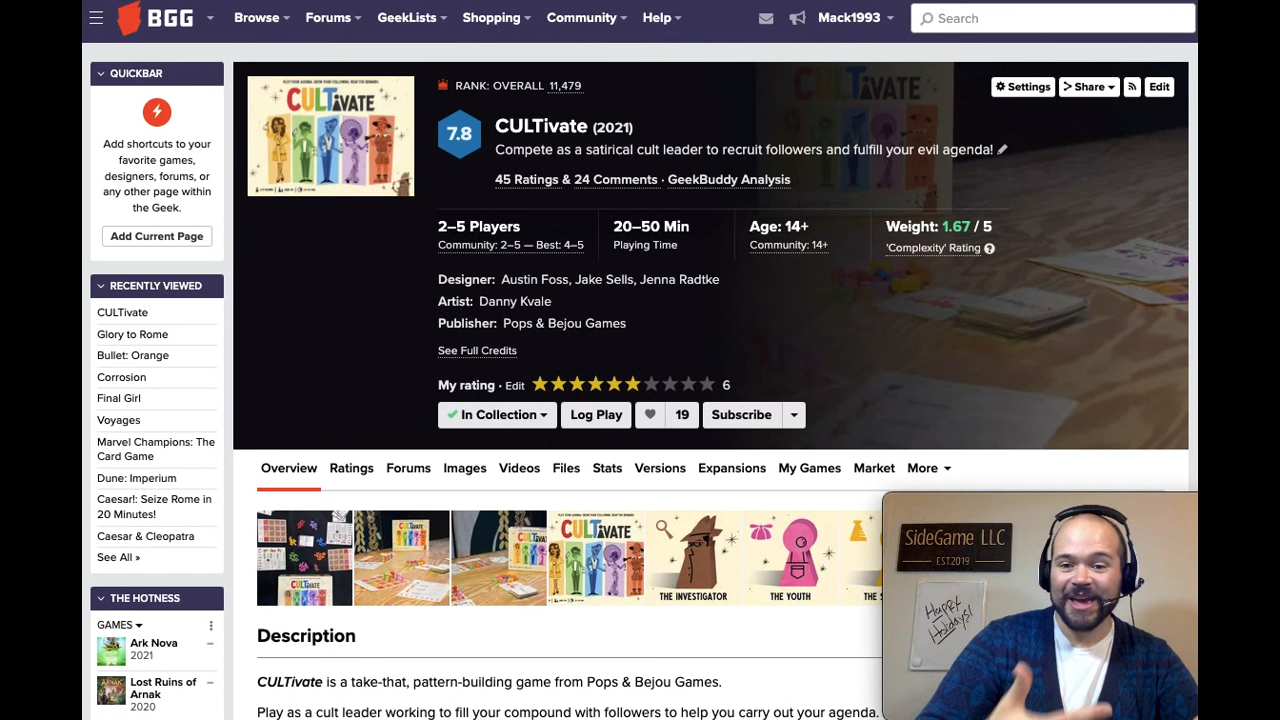 BGG
Browse
Forums
GeekLists
Shopping
Community
Help
Mack1993
Search
QUICKBAR
Add shortcuts to your
favorite games,
designers, forums, or
any other page within
the Geek.
Add Current Page
RECENTLY VIEWED
CULTivate
Glory to Rome
Bullet: Orange
Corrosion
Final Girl
Voyages
Marvel Champions: The
Card Game
Dune: Imperium
Caesar!: Seize Rome in
20 Minutes!
Caesar & Cleopatra
See All »
THE HOTNESS
GAMES
Ark Nova
2021
Lost Ruins of
Arnak
2020
CULTivATE
RANK: OVERALL 11,479
Settings
Share
Edit
7.8
CULTivate (2021)
Compete as a satirical cult leader to recruit followers and fulfill your evil agenda!
45 Ratings & 24 Comments · GeekBuddy Analysis
2–5 Players
Community: 2–5 — Best: 4–5
20–50 Min
Playing Time
Age: 14+
Community: 14+
Weight: 1.67 / 5
'Complexity' Rating
Designer: Austin Foss, Jake Sells, Jenna Radtke
Artist: Danny Kvale
Publisher: Pops & Bejou Games
See Full Credits
My rating · Edit
6
In Collection
Log Play
19
Subscribe
Overview
Ratings
Forums
Images
Videos
Files
Stats
Versions
Expansions
My Games
Market
More
CULTivATE
THE INVESTIGATOR
THE YOUTH
Description
CULTivate is a take-that, pattern-building game from Pops & Bejou Games.
Play as a cult leader working to fill your compound with followers to help you carry out your agenda.
SideGame LLC
EST.2019
HAPPY
Holidays!